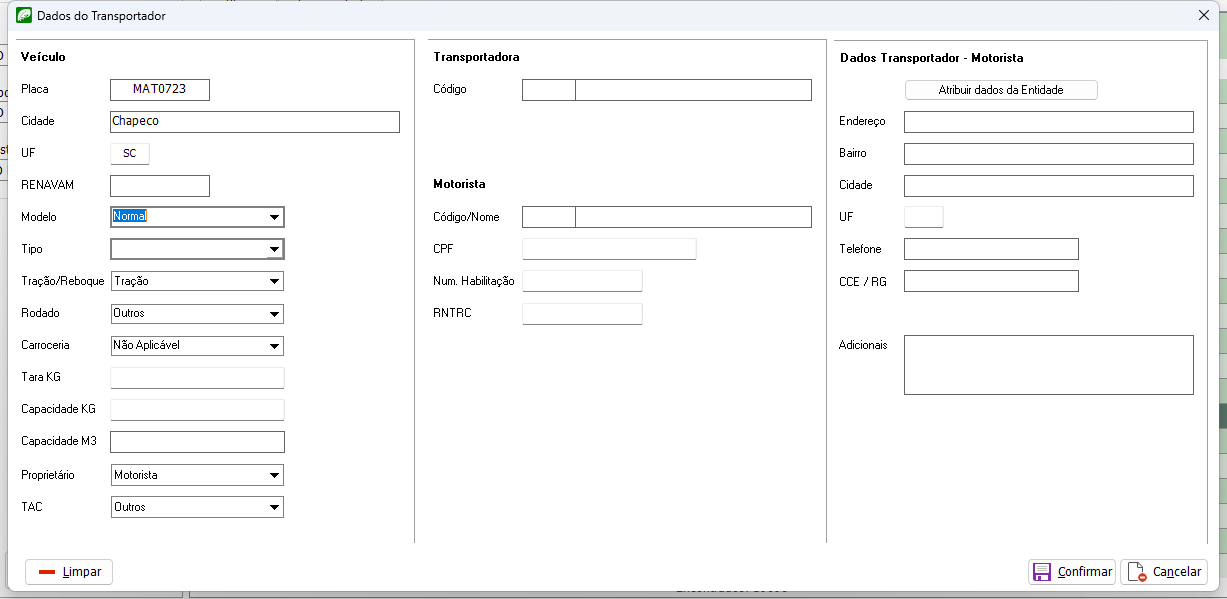 Dados do Transportador
Veículo
Placa MAT0723
Cidade Chapeco
UF SC
RENAVAM
Modelo Normal
Tipo
Tração/Reboque Tração
Rodado Outros
Carroceria Não Aplicável
Tara KG
Capacidade KG
Capacidade M3
Proprietário Motorista
TAC Outros
Transportadora
Código
Motorista
Código/Nome
CPF
Num. Habilitação
RNTRC
Dados Transportador - Motorista
Atribuir dados da Entidade
Endereço
Bairro
Cidade
UF
Telefone
CCE / RG
Adicionais
Limpar
Confirmar
Cancelar